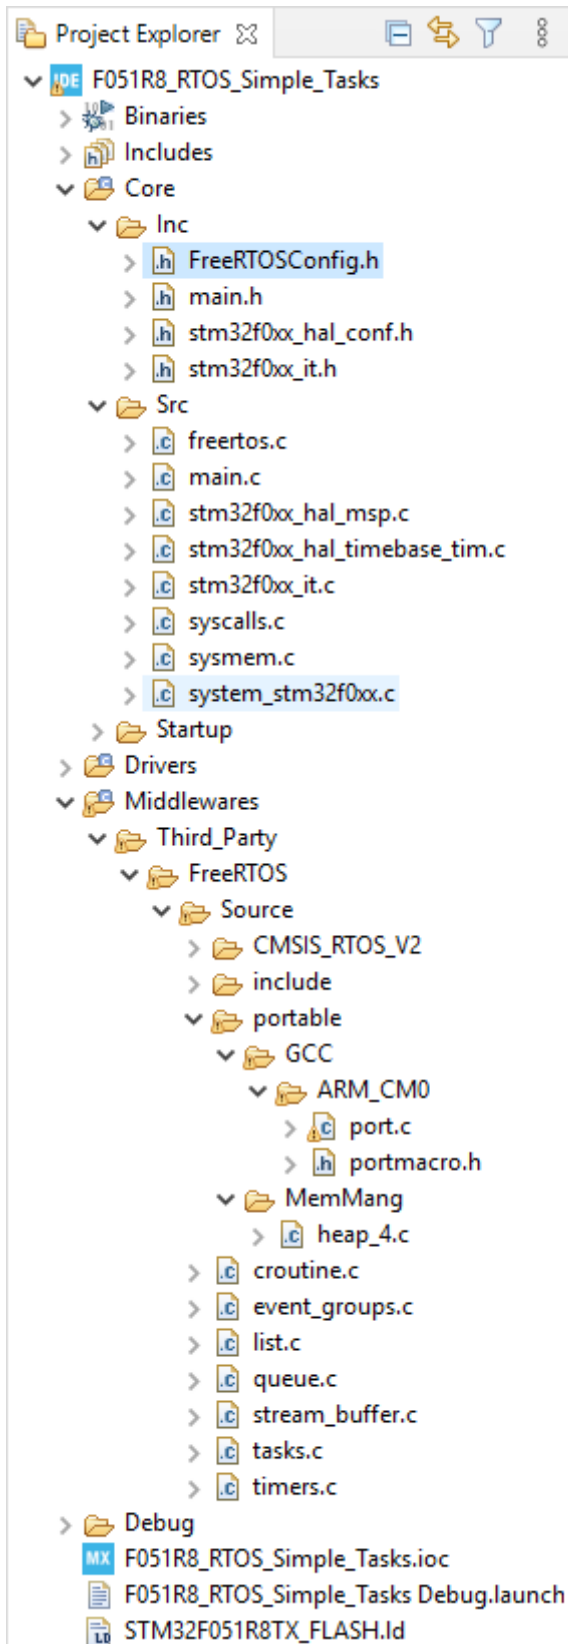 Project Explorer
IDE F051R8_RTOS_Simple_Tasks
Binaries
Includes
Core
Inc
.h FreeRTOSConfig.h
.h main.h
.h stm32f0xx_hal_conf.h
.h stm32f0xx_it.h
Src
.c freertos.c
.c main.c
.c stm32f0xx_hal_msp.c
.c stm32f0xx_hal_timebase_tim.c
.c stm32f0xx_it.c
.c syscalls.c
.c sysmem.c
.c system_stm32f0xx.c
Startup
Drivers
Middlewares
Third_Party
FreeRTOS
Source
CMSIS_RTOS_V2
include
portable
GCC
ARM_CM0
.c port.c
.h portmacro.h
MemMang
.c heap_4.c
.c croutine.c
.c event_groups.c
.c list.c
.c queue.c
.c stream_buffer.c
.c tasks.c
.c timers.c
Debug
MX F051R8_RTOS_Simple_Tasks.ioc
F051R8_RTOS_Simple_Tasks Debug.launch
STM32F051R8TX_FLASH.ld